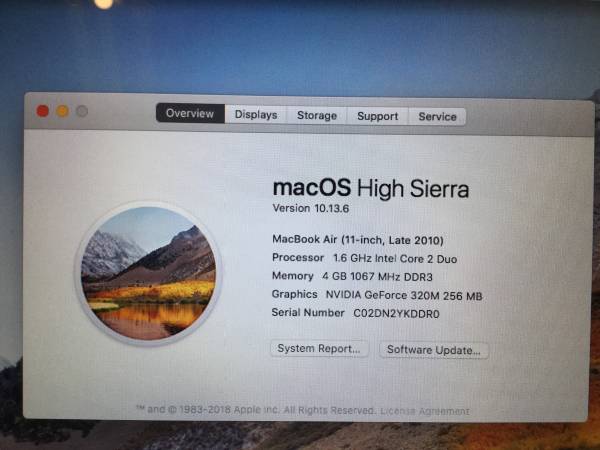 Overview Displays Storage Support Service
macOS High Sierra
Version 10.13.6
MacBook Air (11-inch, Late 2010)
Processor 1.6 GHz Intel Core 2 Duo
Memory 4 GB 1067 MHz DDR3
Graphics NVIDIA GeForce 320M 256 MB
Serial Number C02DN2YKDDR0
System Report... Software Update...
™ and © 1983-2018 Apple Inc. All Rights Reserved. License Agreement